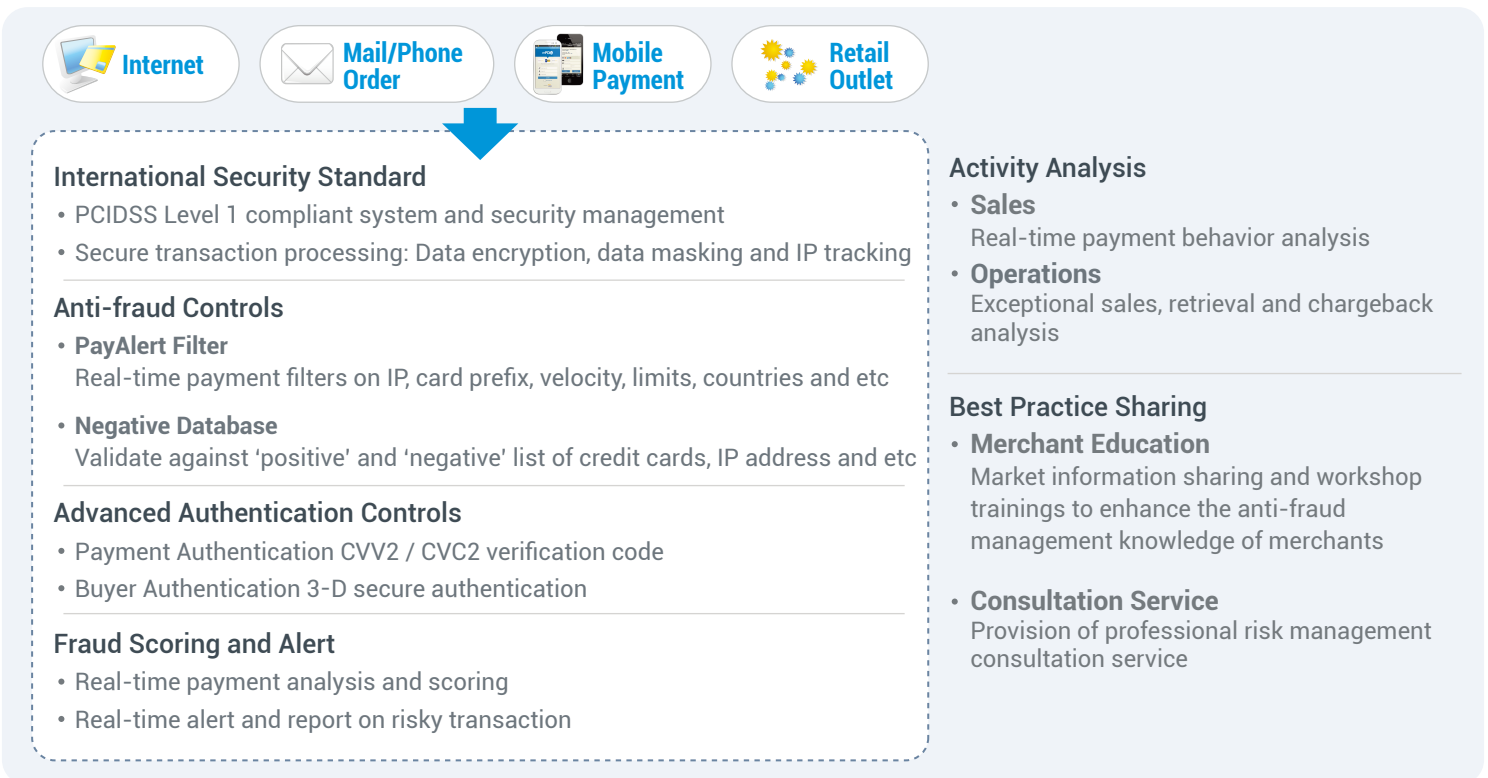 Internet
Mail/Phone
Order
Mobile
Payment
Retail
Outlet
International Security Standard
• PCIDSS Level 1 compliant system and security management
• Secure transaction processing: Data encryption, data masking and IP tracking
Anti-fraud Controls
• PayAlert Filter
Real-time payment filters on IP, card prefix, velocity, limits, countries and etc
• Negative Database
Validate against ‘positive’ and ‘negative’ list of credit cards, IP address and etc
Advanced Authentication Controls
• Payment Authentication CVV2 / CVC2 verification code
• Buyer Authentication 3-D secure authentication
Fraud Scoring and Alert
• Real-time payment analysis and scoring
• Real-time alert and report on risky transaction
Activity Analysis
• Sales
Real-time payment behavior analysis
• Operations
Exceptional sales, retrieval and chargeback
analysis
Best Practice Sharing
• Merchant Education
Market information sharing and workshop
trainings to enhance the anti-fraud
management knowledge of merchants
• Consultation Service
Provision of professional risk management
consultation service